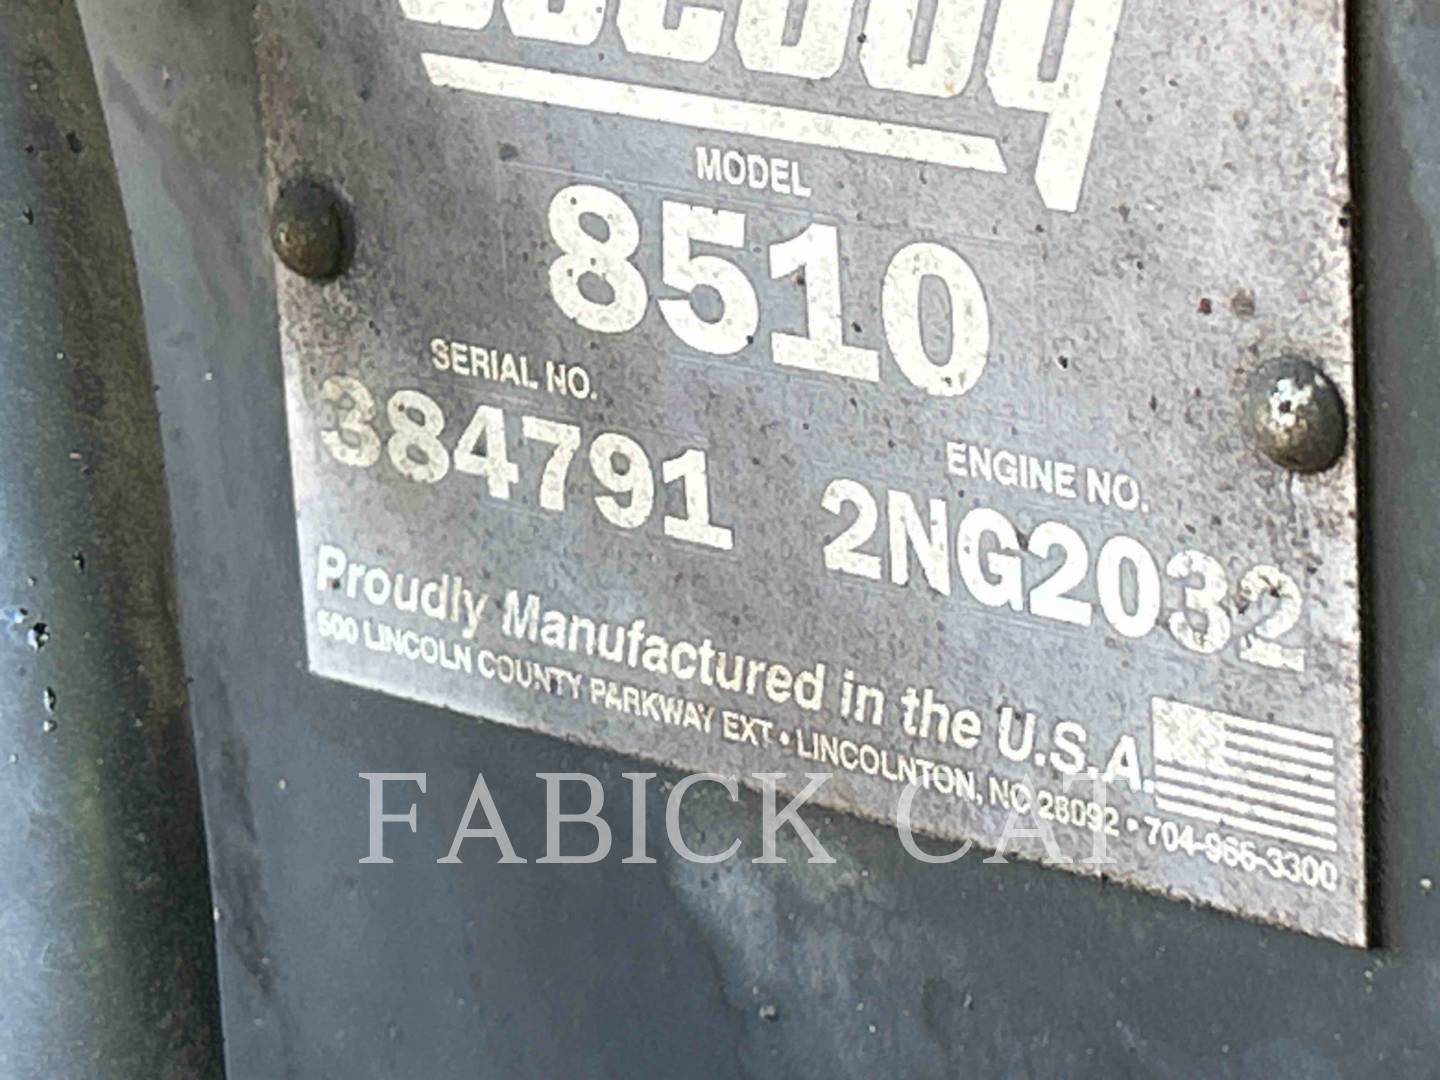 MODEL
8510
SERIAL NO.
384791
ENGINE NO.
2NG2032
Proudly Manufactured in the U.S.A.
500 LINCOLN COUNTY PARKWAY EXT • LINCOLNTON, NC 28092 • 704-966-3300
FABICK CAT